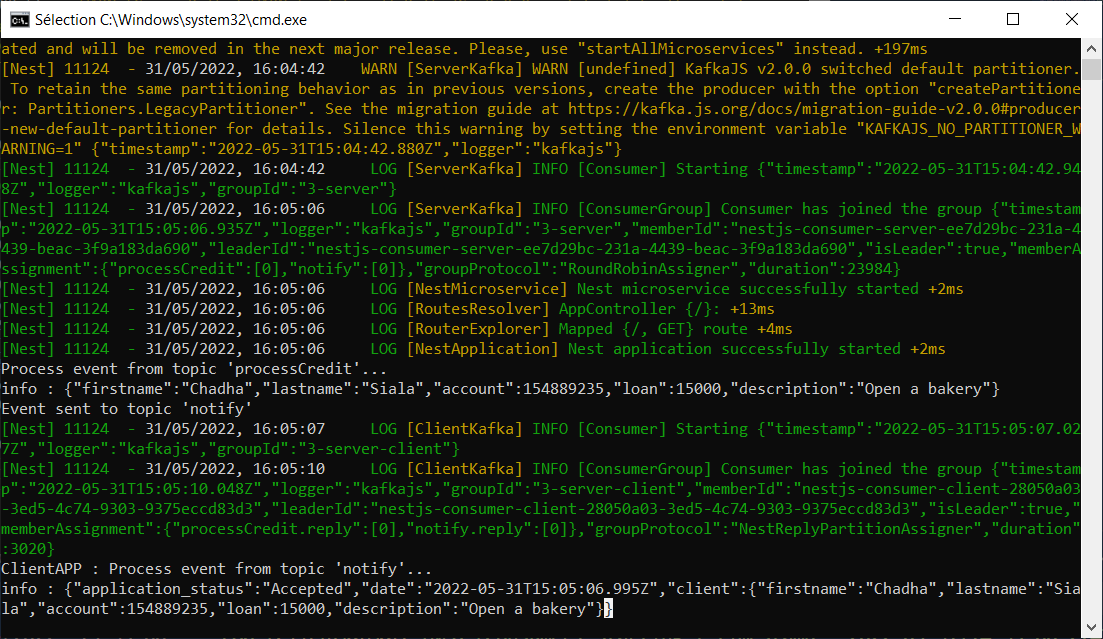 Sélection C:\Windows\system32\cmd.exe
ated and will be removed in the next major release. Please, use "startAllMicroservices" instead. +197ms
[Nest] 11124  - 31/05/2022, 16:04:42    WARN [ServerKafka] WARN [undefined] KafkaJS v2.0.0 switched default partitioner.
 To retain the same partitioning behavior as in previous versions, create the producer with the option "createPartitione
r: Partitioners.LegacyPartitioner". See the migration guide at https://kafka.js.org/docs/migration-guide-v2.0.0#producer
-new-default-partitioner for details. Silence this warning by setting the environment variable "KAFKAJS_NO_PARTITIONER_W
ARNING=1" {"timestamp":"2022-05-31T15:04:42.880Z","logger":"kafkajs"}
[Nest] 11124  - 31/05/2022, 16:04:42     LOG [ServerKafka] INFO [Consumer] Starting {"timestamp":"2022-05-31T15:04:42.94
8Z","logger":"kafkajs","groupId":"3-server"}
[Nest] 11124  - 31/05/2022, 16:05:06     LOG [ServerKafka] INFO [ConsumerGroup] Consumer has joined the group {"timestam
p":"2022-05-31T15:05:06.935Z","logger":"kafkajs","groupId":"3-server","memberId":"nestjs-consumer-server-ee7d29bc-231a-4
439-beac-3f9a183da690","leaderId":"nestjs-consumer-server-ee7d29bc-231a-4439-beac-3f9a183da690","isLeader":true,"memberA
ssignment":{"processCredit":[0],"notify":[0]},"groupProtocol":"RoundRobinAssigner","duration":23984}
[Nest] 11124  - 31/05/2022, 16:05:06     LOG [NestMicroservice] Nest microservice successfully started +2ms
[Nest] 11124  - 31/05/2022, 16:05:06     LOG [RoutesResolver] AppController {/}: +13ms
[Nest] 11124  - 31/05/2022, 16:05:06     LOG [RouterExplorer] Mapped {/, GET} route +4ms
[Nest] 11124  - 31/05/2022, 16:05:06     LOG [NestApplication] Nest application successfully started +2ms
Process event from topic 'processCredit'...
info : {"firstname":"Chadha","lastname":"Siala","account":154889235,"loan":15000,"description":"Open a bakery"}
Event sent to topic 'notify'
[Nest] 11124  - 31/05/2022, 16:05:07     LOG [ClientKafka] INFO [Consumer] Starting {"timestamp":"2022-05-31T15:05:07.02
7Z","logger":"kafkajs","groupId":"3-server-client"}
[Nest] 11124  - 31/05/2022, 16:05:10     LOG [ClientKafka] INFO [ConsumerGroup] Consumer has joined the group {"timestam
p":"2022-05-31T15:05:10.048Z","logger":"kafkajs","groupId":"3-server-client","memberId":"nestjs-consumer-client-28050a03
-3ed5-4c74-9303-9375eccd83d3","leaderId":"nestjs-consumer-client-28050a03-3ed5-4c74-9303-9375eccd83d3","isLeader":true,"
memberAssignment":{"processCredit.reply":[0],"notify.reply":[0]},"groupProtocol":"NestReplyPartitionAssigner","duration"
:3020}
ClientAPP : Process event from topic 'notify'...
info : {"application_status":"Accepted","date":"2022-05-31T15:05:06.995Z","client":{"firstname":"Chadha","lastname":"Sia
la","account":154889235,"loan":15000,"description":"Open a bakery"}}